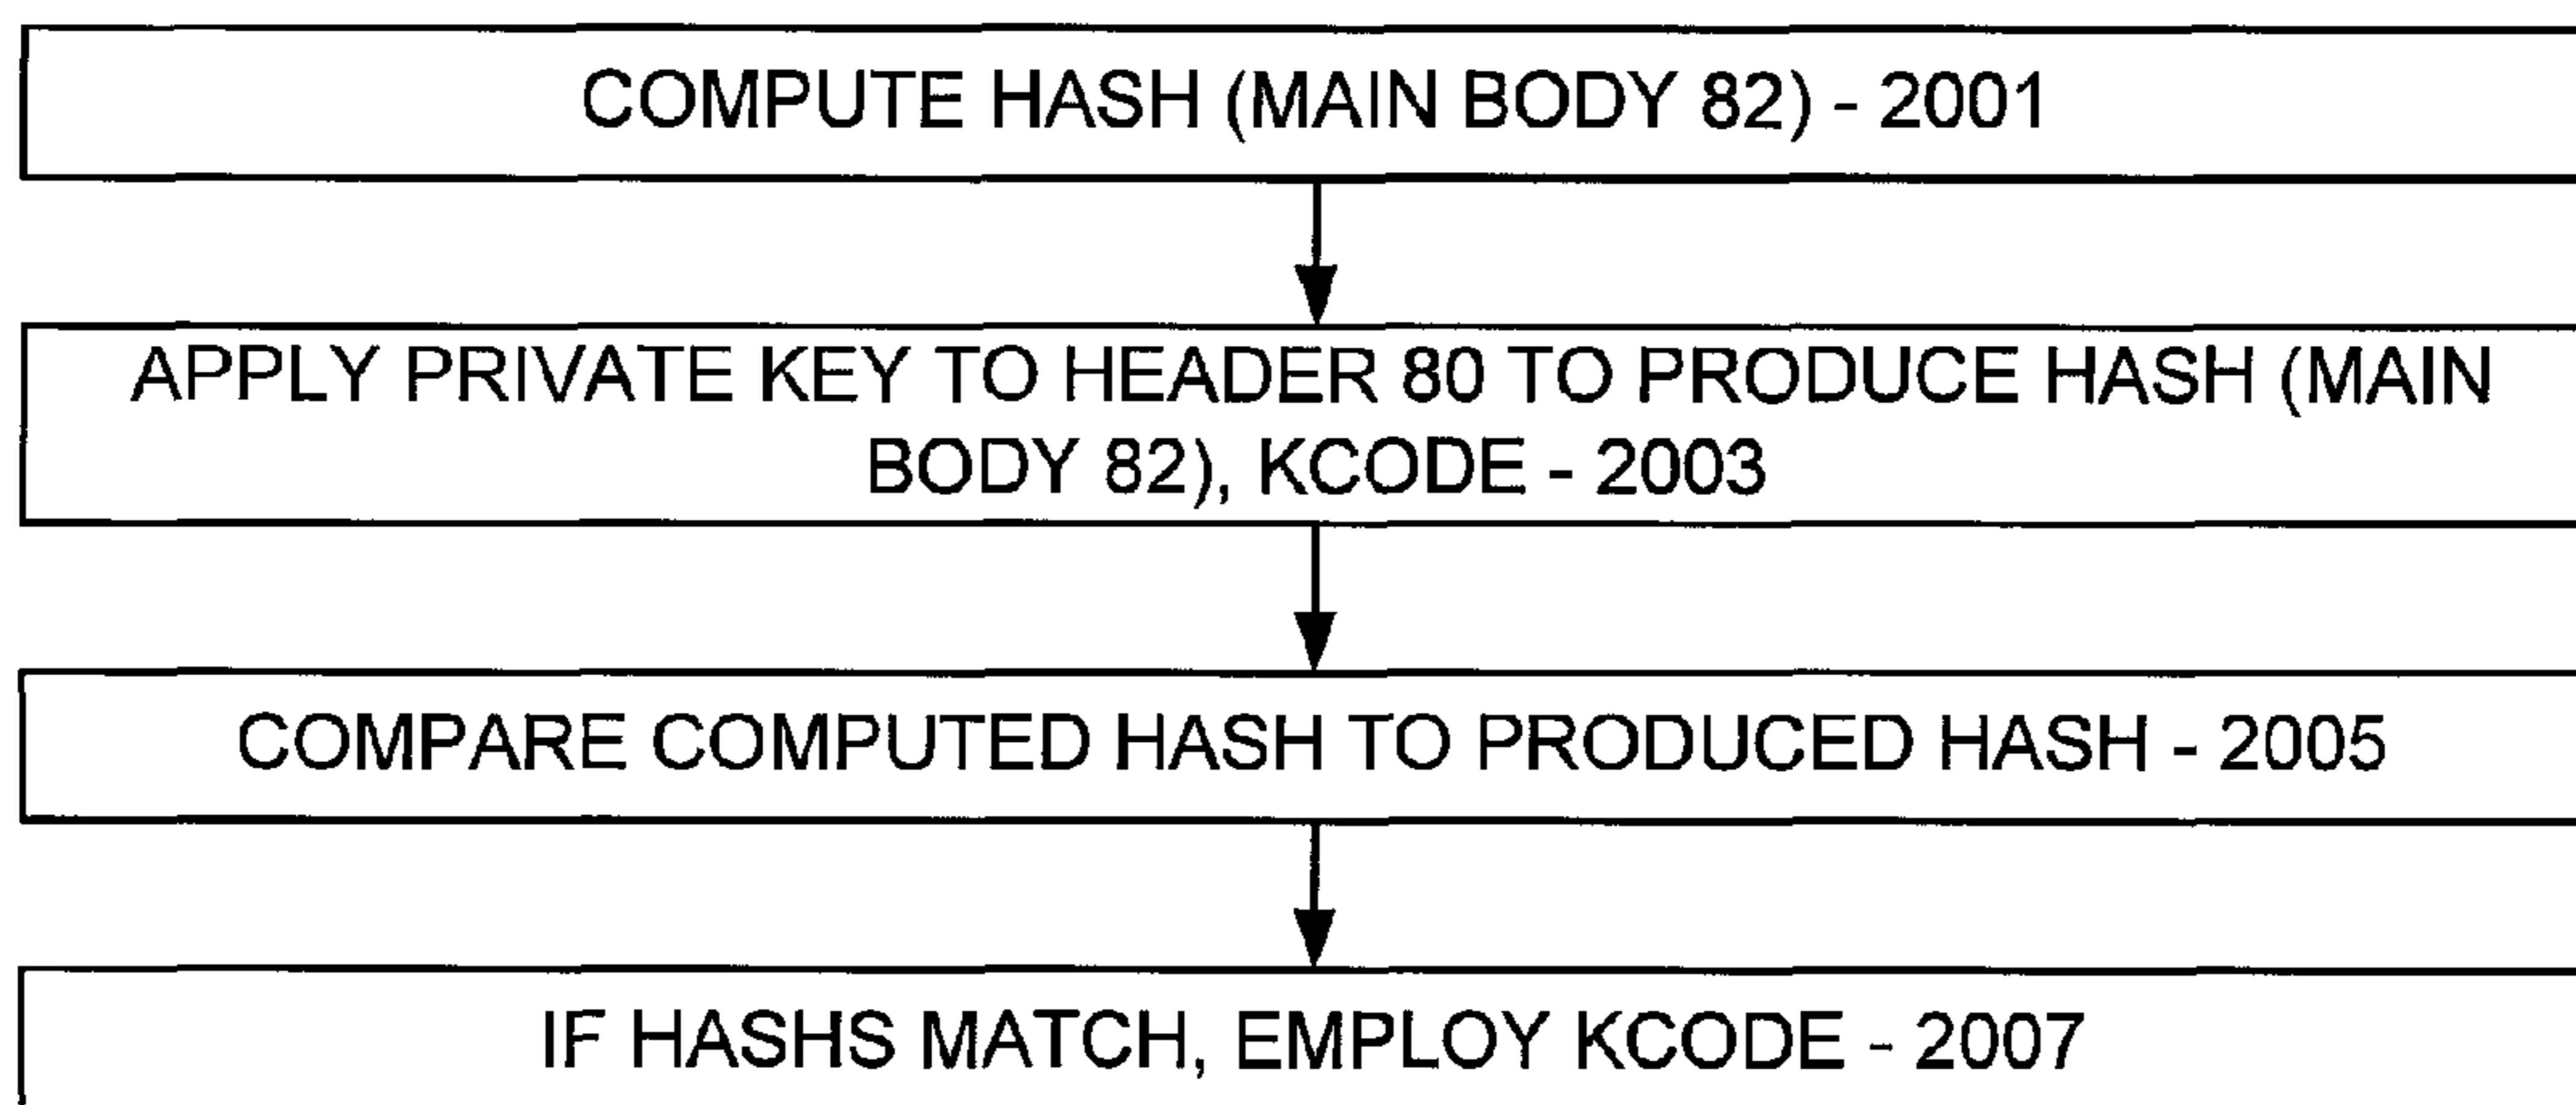 COMPUTE HASH (MAIN BODY 82) - 2001
APPLY PRIVATE KEY TO HEADER 80 TO PRODUCE HASH (MAIN
BODY 82), KCODE - 2003
COMPARE COMPUTED HASH TO PRODUCED HASH - 2005
IF HASHS MATCH, EMPLOY KCODE - 2007